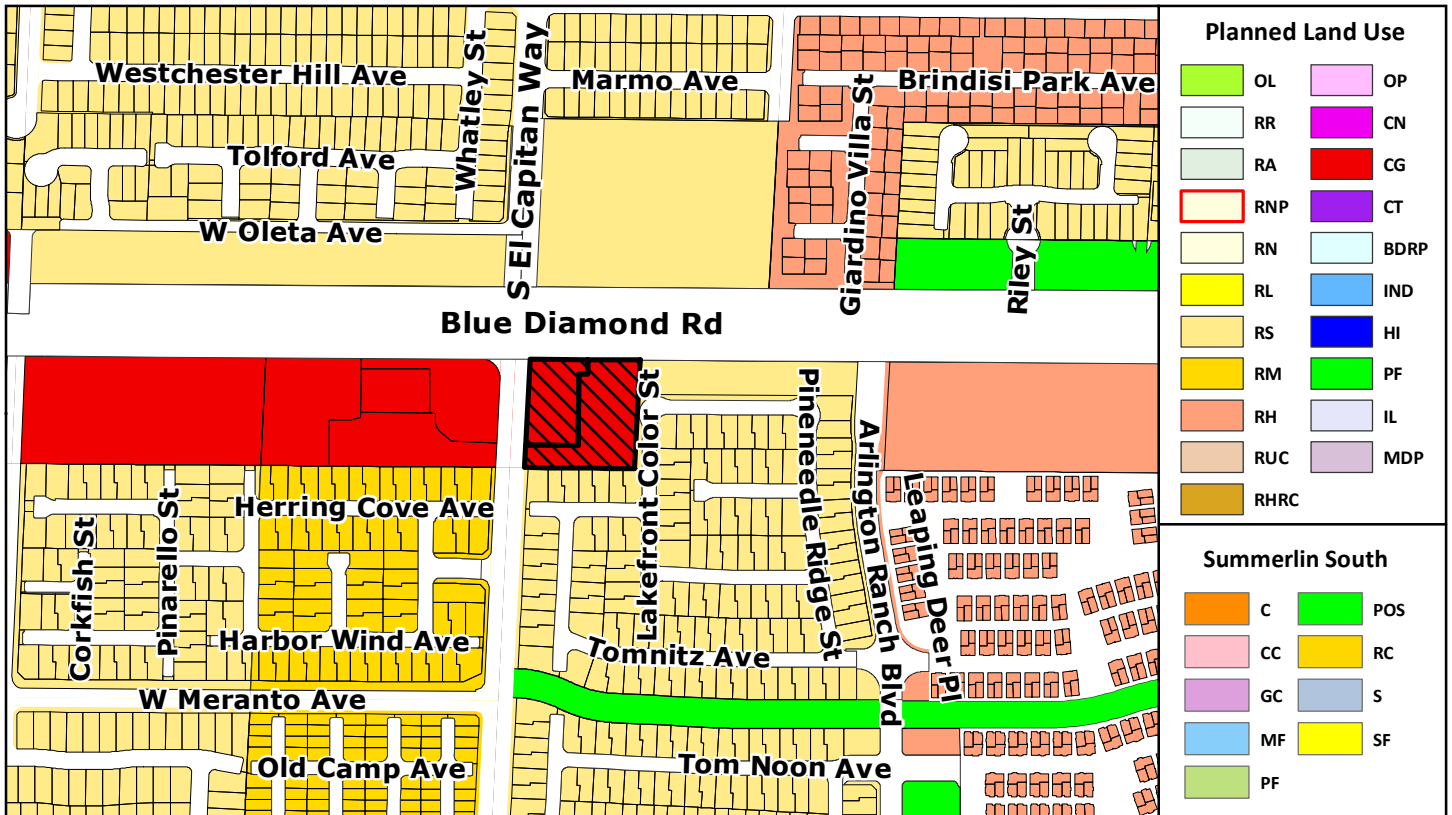 Westchester Hill Ave
Whatley St
S El Capitan Way
Marmo Ave
Giardino Villa St
Brindisi Park Ave
Tolford Ave
W Oleta Ave
Riley St
Blue Diamond Rd
Lakefront Color St
Pineneedle Ridge St
Arlington Ranch Blvd
Leaping Deer Pl
Herring Cove Ave
Corkfish St
Pinarello St
Harbor Wind Ave
Tomnitz Ave
W Meranto Ave
Old Camp Ave
Tom Noon Ave
Planned Land Use
OL
RR
RA
RNP
RN
RL
RS
RM
RH
RUC
RHRC
OP
CN
CG
CT
BDRP
IND
HI
PF
IL
MDP
Summerlin South
C
CC
GC
MF
PF
POS
RC
S
SF